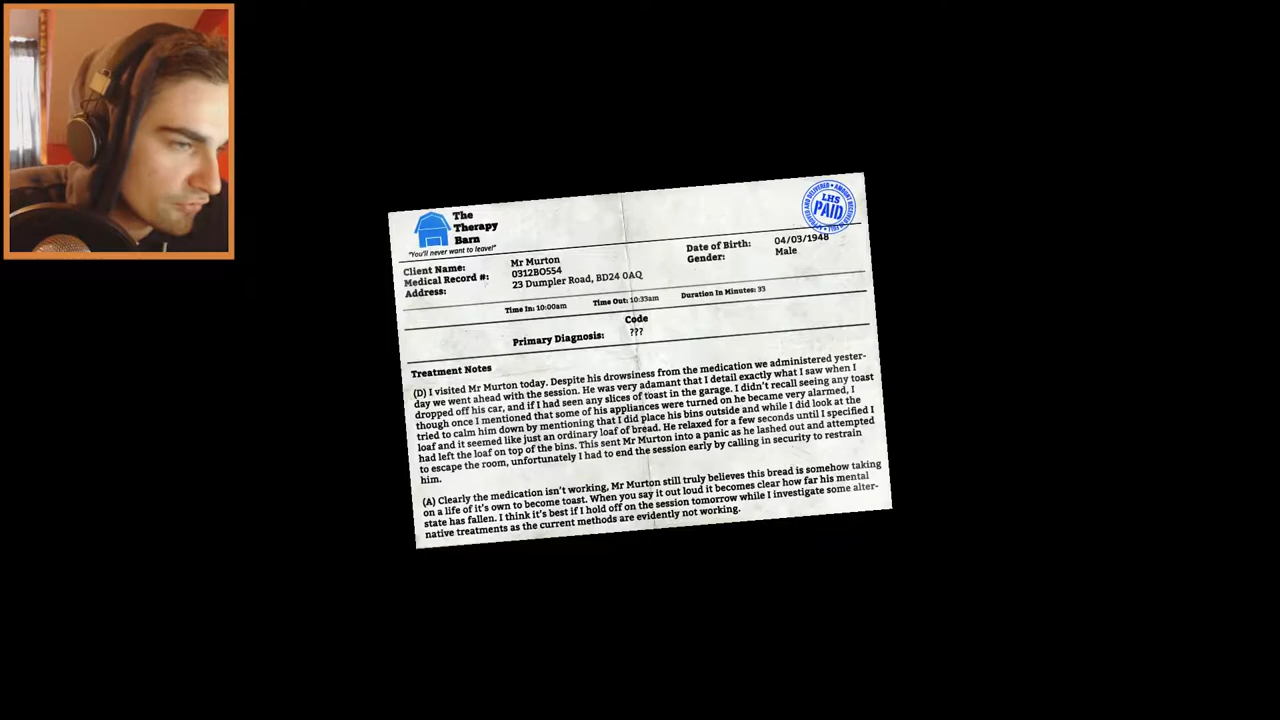 The
Therapy
Barn
"You'll never want to leave!"
LHS
PAID
Client Name: Mr Murton Date of Birth: 04/03/1948
Medical Record #: 0312BO554 Gender: Male
Address: 23 Dumpler Road, BD24 0AQ
Time In: 10:00am Time Out: 10:33am Duration In Minutes: 33
Code
Primary Diagnosis: ???
Treatment Notes
(D) I visited Mr Murton today. Despite his drowsiness from the medication we administered yester-
day we went ahead with the session. He was very adamant that I detail exactly what I saw when I
dropped off his car, and if I had seen any slices of toast in the garage. I didn't recall seeing any toast
though once I mentioned that some of his appliances were turned on he became very alarmed, I
tried to calm him down by mentioning that I did place his bins outside and while I did look at the
loaf and it seemed like just an ordinary loaf of bread. He relaxed for a few seconds until I specified I
had left the loaf on top of the bins. This sent Mr Murton into a panic as he lashed out and attempted
to escape the room, unfortunately I had to end the session early by calling in security to restrain
him.
(A) Clearly the medication isn't working, Mr Murton still truly believes this bread is somehow taking
on a life of it's own to become toast. When you say it out loud it becomes clear how far his mental
state has fallen. I think it's best if I hold off on the session tomorrow while I investigate some alter-
native treatments as the current methods are evidently not working.